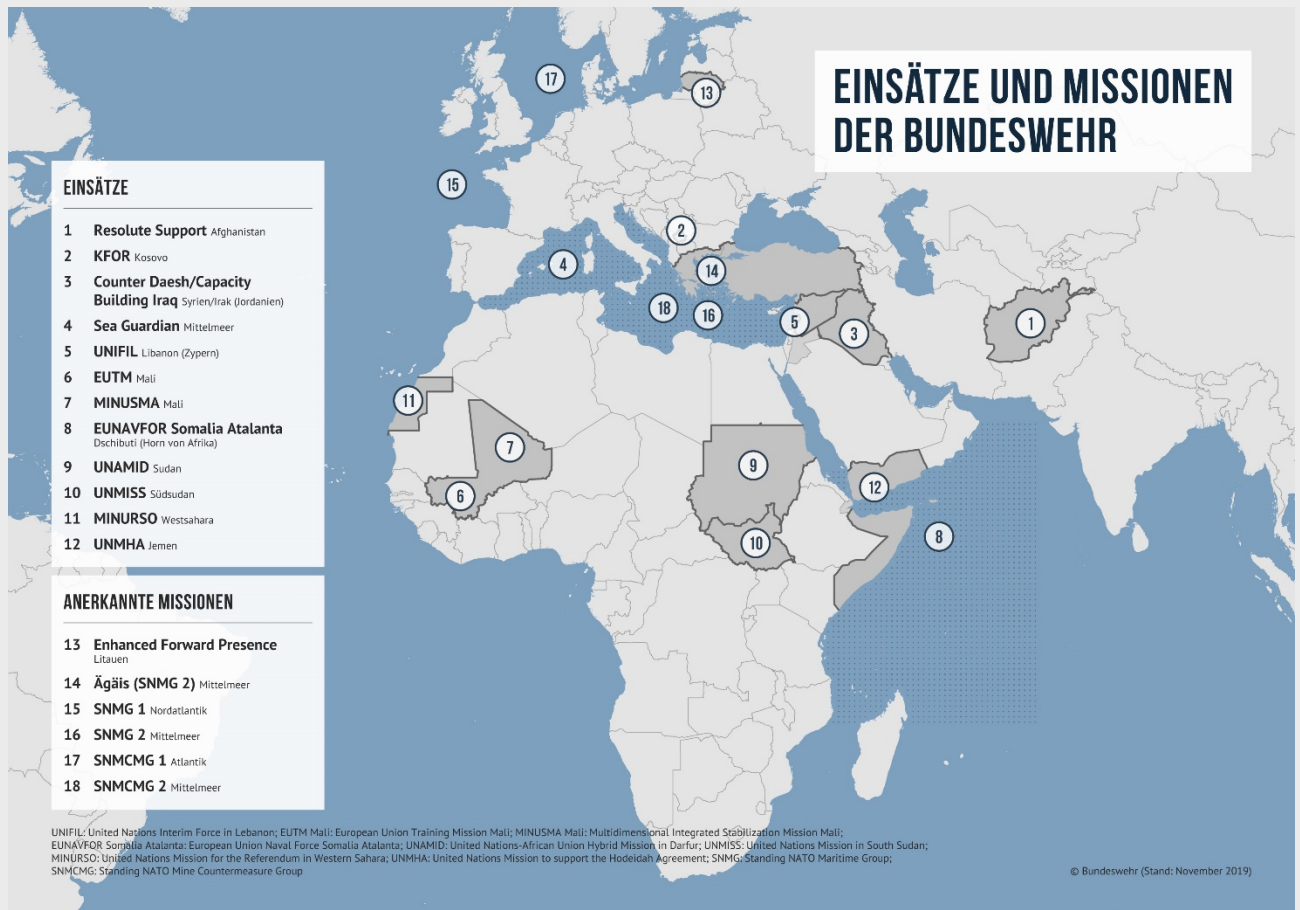 EINSÄTZE UND MISSIONEN
DER BUNDESWEHR
EINSÄTZE
1 Resolute Support Afghanistan
2 KFOR Kosovo
3 Counter Daesh/Capacity
Building Iraq Syrien/Irak (Jordanien)
4 Sea Guardian Mittelmeer
5 UNIFIL Libanon (Zypern)
6 EUTM Mali
7 MINUSMA Mali
8 EUNAVFOR Somalia Atalanta
Dschibuti (Horn von Afrika)
9 UNAMID Sudan
10 UNMISS Südsudan
11 MINURSO Westsahara
12 UNMHA Jemen
ANERKANNTE MISSIONEN
13 Enhanced Forward Presence
Litauen
14 Ägäis (SNMG 2) Mittelmeer
15 SNMG 1 Nordatlantik
16 SNMG 2 Mittelmeer
17 SNMCMG 1 Atlantik
18 SNMCMG 2 Mittelmeer
17
13
15
2
4
14
18
16
5
3
1
11
7
6
9
12
10
8
UNIFIL: United Nations Interim Force in Lebanon; EUTM Mali: European Union Training Mission Mali; MINUSMA Mali: Multidimensional Integrated Stabilization Mission Mali;
EUNAVFOR Somalia Atalanta: European Union Naval Force Somalia Atalanta; UNAMID: United Nations-African Union Hybrid Mission in Darfur; UNMISS: United Nations Mission in South Sudan;
MINURSO: United Nations Mission for the Referendum in Western Sahara; UNMHA: United Nations Mission to support the Hodeidah Agreement; SNMG: Standing NATO Maritime Group;
SNMCMG: Standing NATO Mine Countermeasure Group
© Bundeswehr (Stand: November 2019)